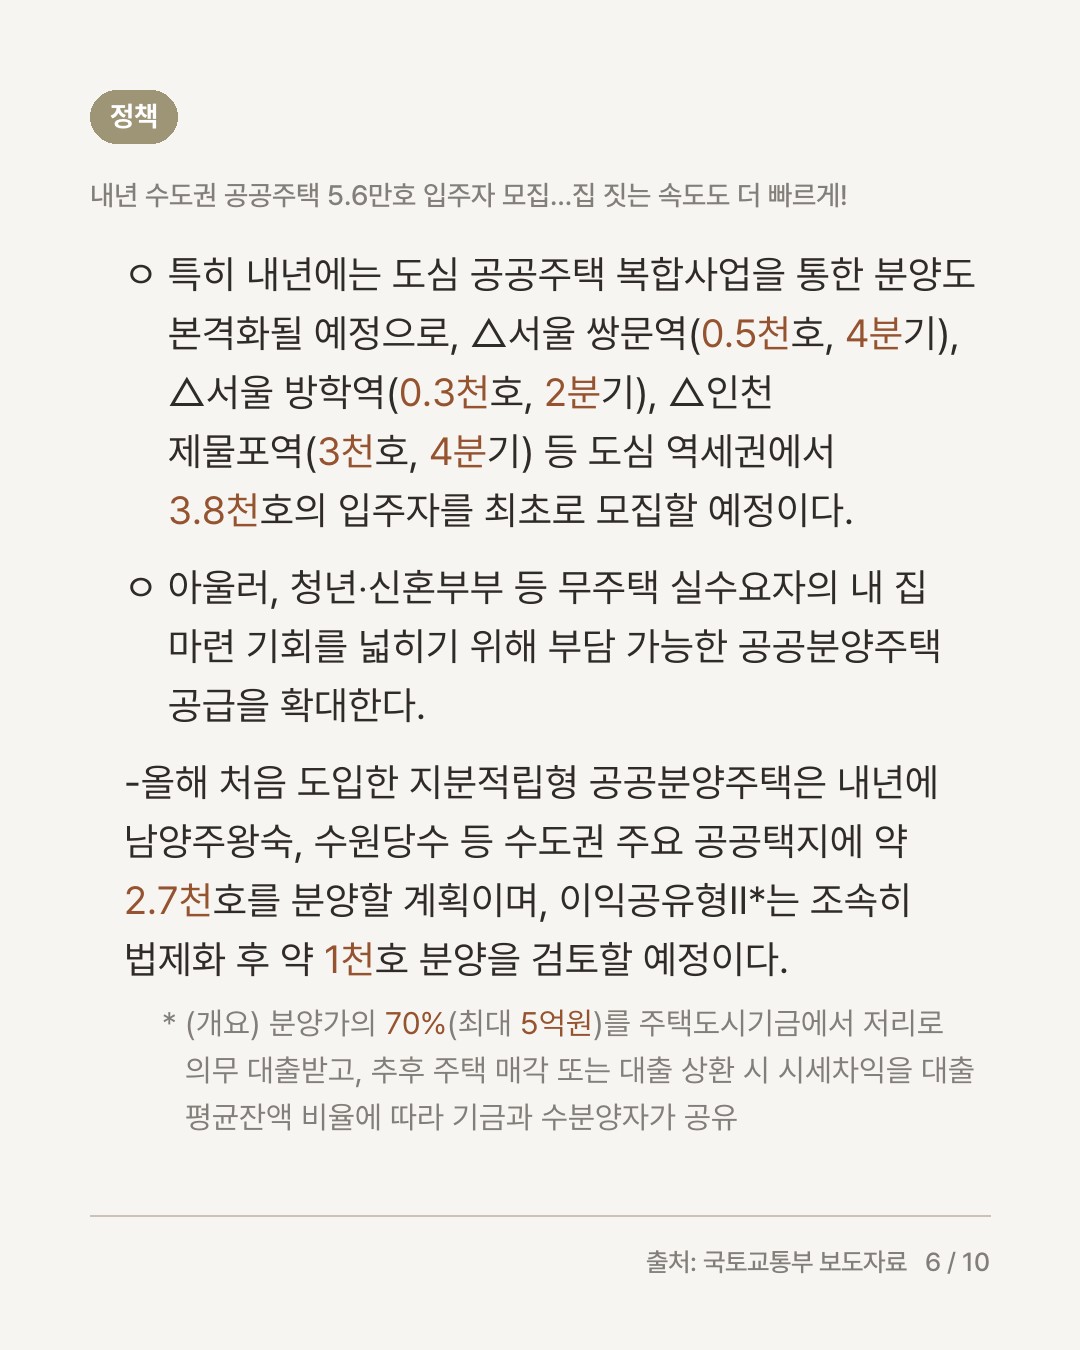 정책
내년 수도권 공공주택 5.6만호 입주자 모집...집 짓는 속도도 더 빠르게!
ㅇ 특히 내년에는 도심 공공주택 복합사업을 통한 분양도
본격화될 예정으로, △서울 쌍문역(0.5천호, 4분기),
△서울 방학역(0.3천호, 2분기), △인천
제물포역(3천호, 4분기) 등 도심 역세권에서
3.8천호의 입주자를 최초로 모집할 예정이다.
ㅇ 아울러, 청년·신혼부부 등 무주택 실수요자의 내 집
마련 기회를 넓히기 위해 부담 가능한 공공분양주택
공급을 확대한다.
-올해 처음 도입한 지분적립형 공공분양주택은 내년에
남양주왕숙, 수원당수 등 수도권 주요 공공택지에 약
2.7천호를 분양할 계획이며, 이익공유형II*는 조속히
법제화 후 약 1천호 분양을 검토할 예정이다.
* (개요) 분양가의 70%(최대 5억원)를 주택도시기금에서 저리로
의무 대출받고, 추후 주택 매각 또는 대출 상환 시 시세차익을 대출
평균잔액 비율에 따라 기금과 수분양자가 공유
출처: 국토교통부 보도자료 6 / 10